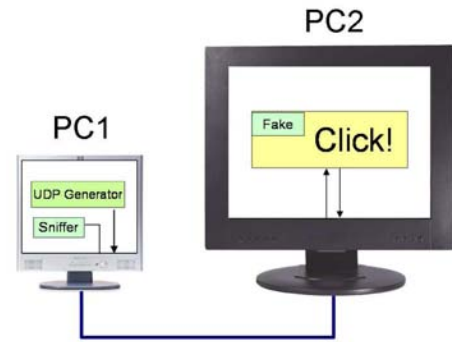 PC2
PC1
Fake
Click!
UDP Generator
Sniffer